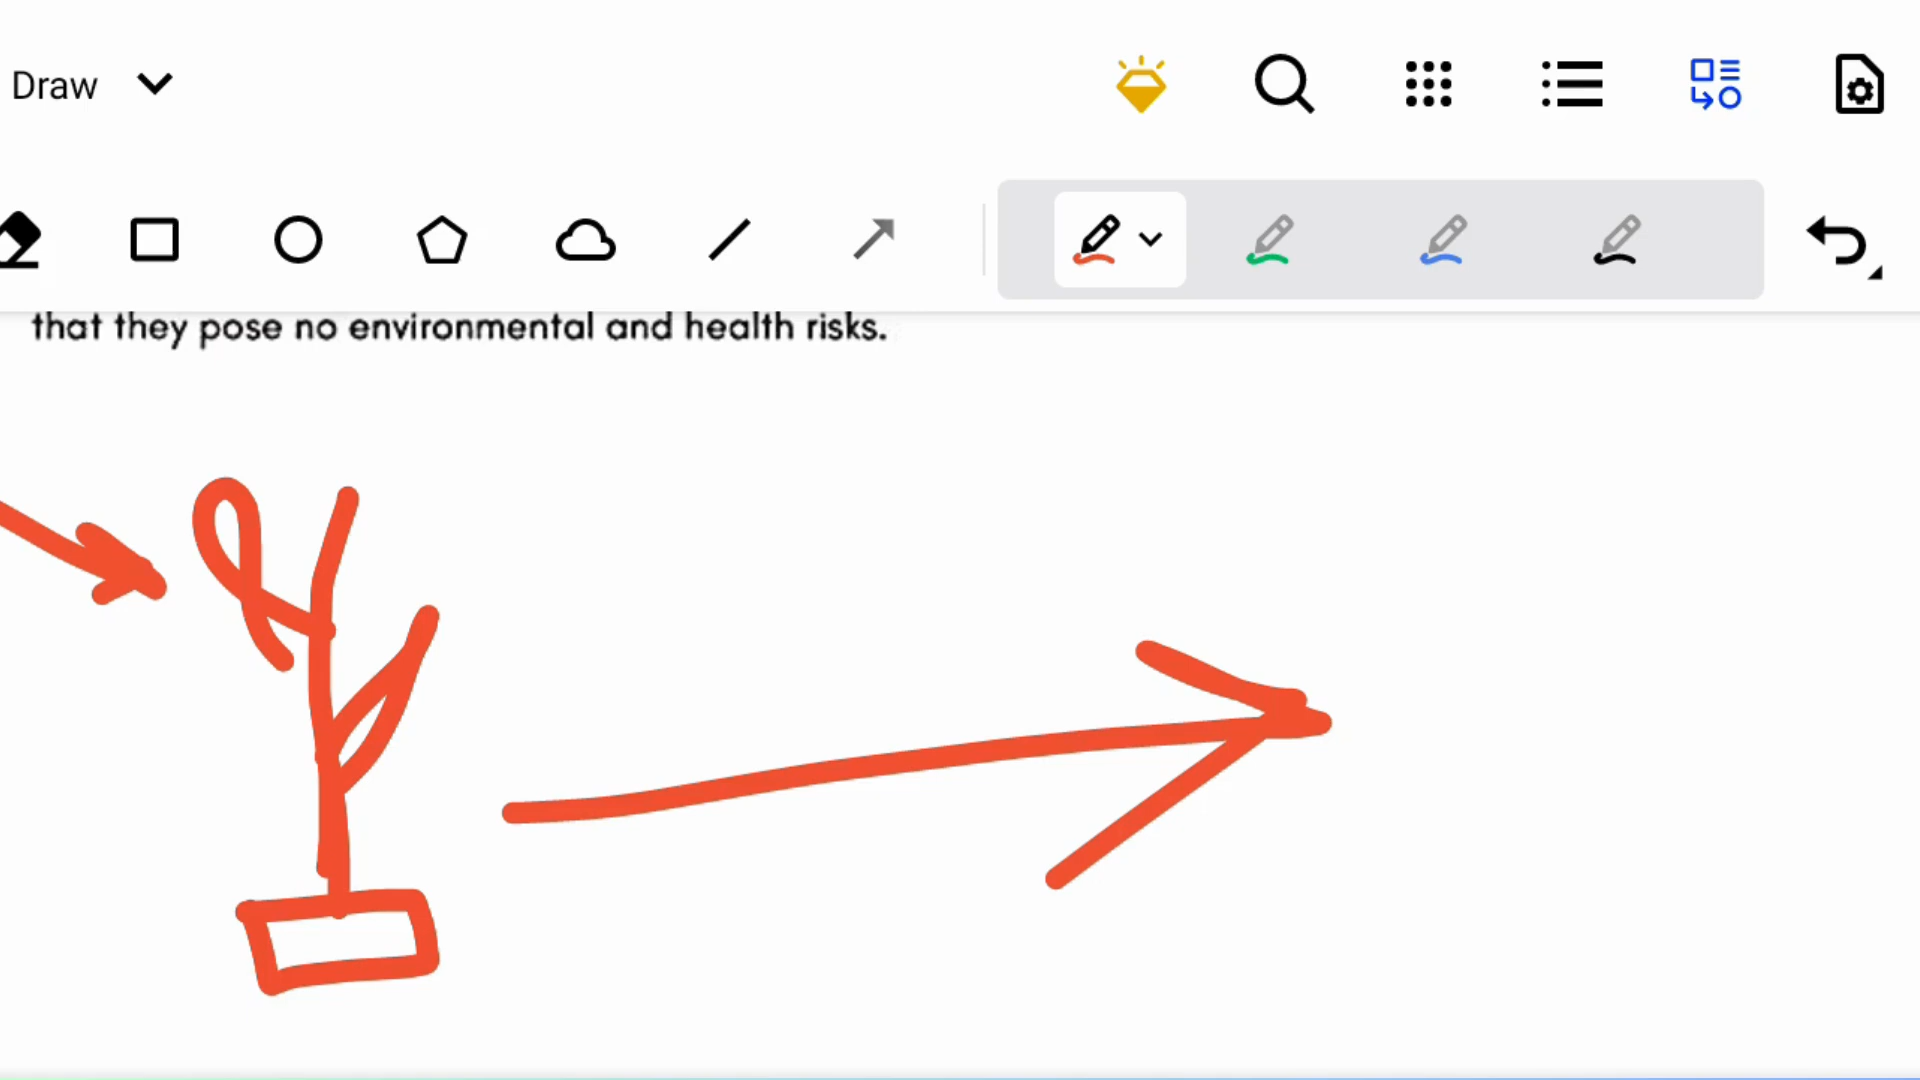 Draw
that they pose no environmental and health risks.